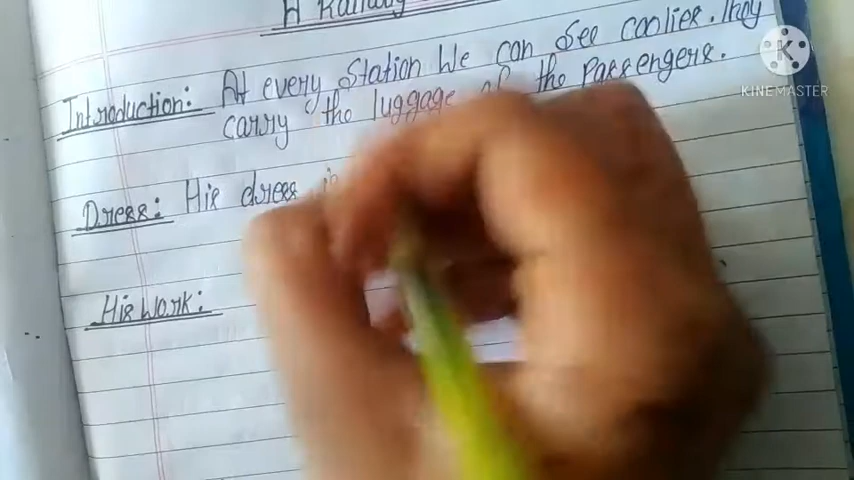 A Railway
Introduction: At every Station We can See coolies. They
carry the luggage of the Passengers.
Dress: His dress
His Work:
KINEMASTER